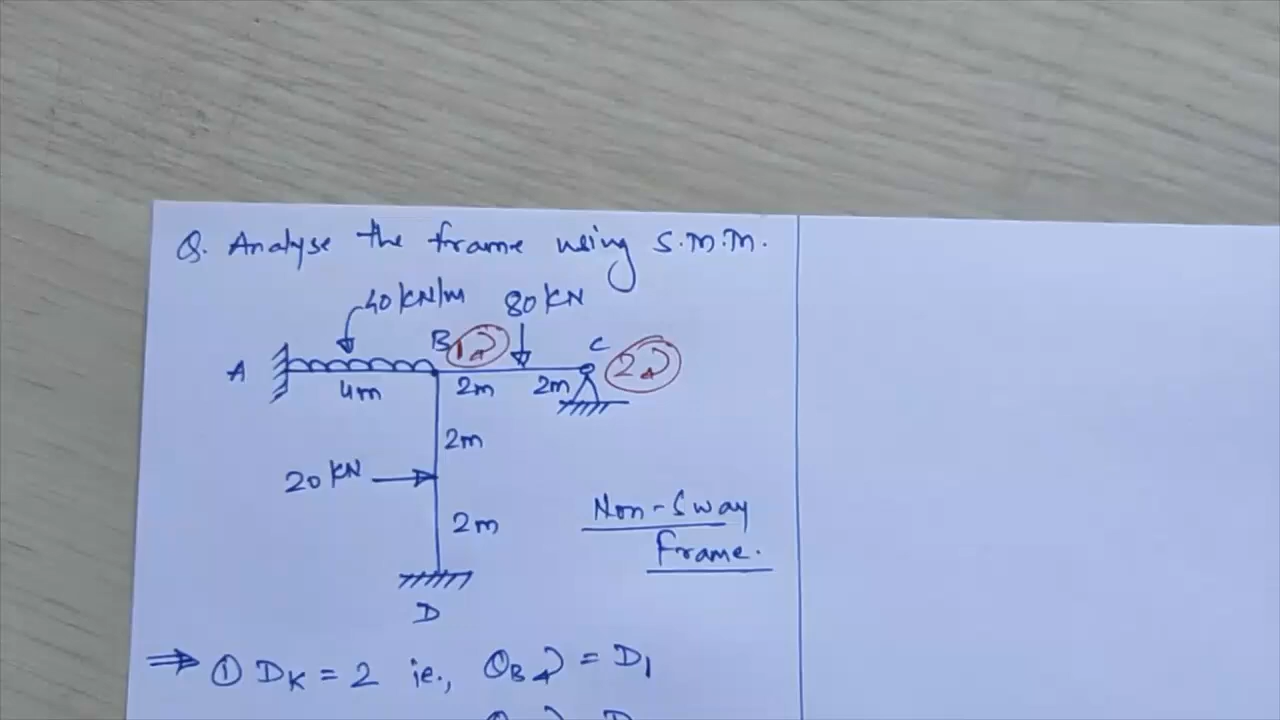 Q. Analyse the frame using S.M.M.
40 KN/m 80 KN
A B 1 C 2
4m 2m 2m
2m
20 KN
2m
Non-Sway
Frame.
D
⇒ ① DK = 2 ie., θB⤸ = D1